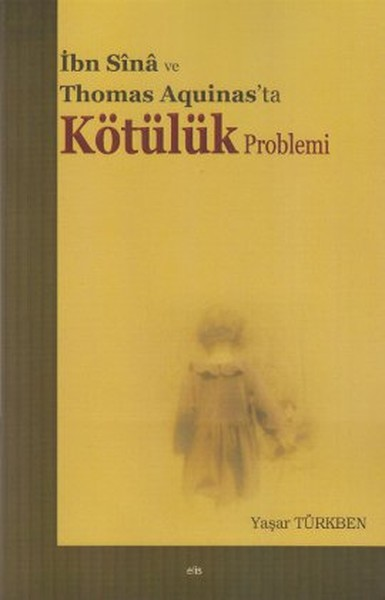 İbn Sînâ ve
Thomas Aquinas'ta
Kötülük Problemi
Yaşar TÜRKBEN
elis